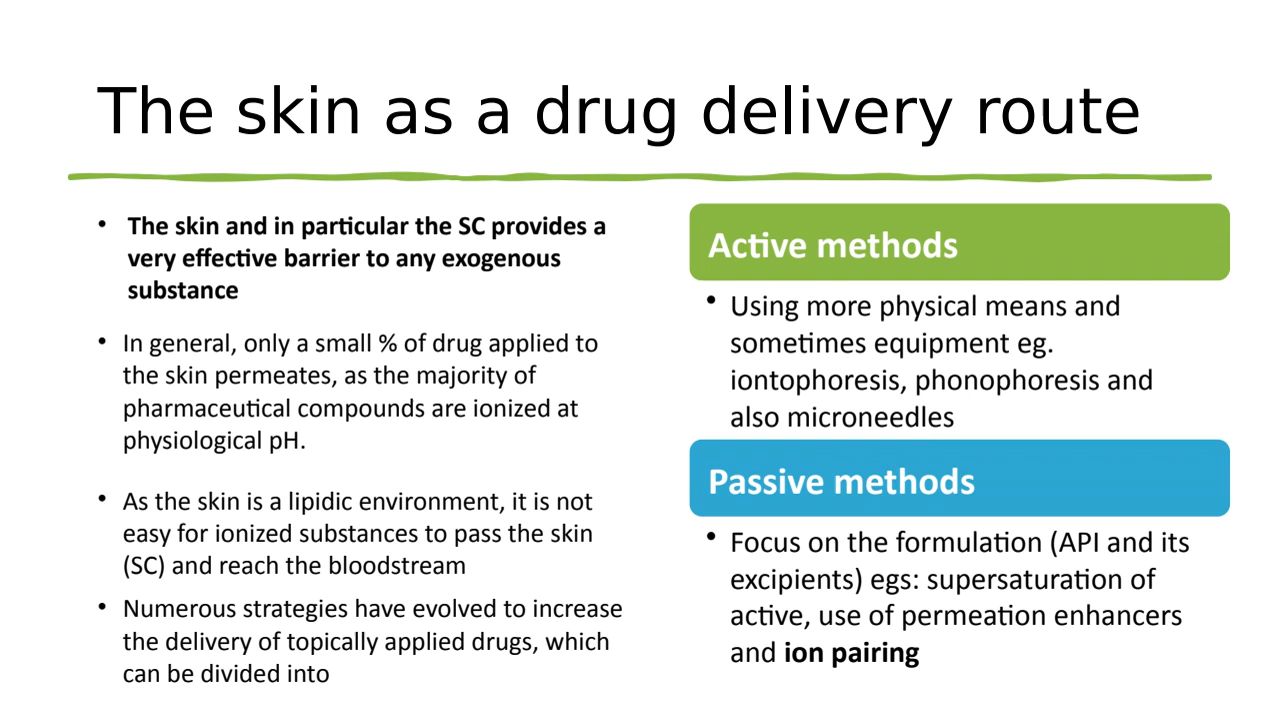 The skin as a drug delivery route
• The skin and in particular the SC provides a
very effective barrier to any exogenous
substance
• In general, only a small % of drug applied to
the skin permeates, as the majority of
pharmaceutical compounds are ionized at
physiological pH.
• As the skin is a lipidic environment, it is not
easy for ionized substances to pass the skin
(SC) and reach the bloodstream
• Numerous strategies have evolved to increase
the delivery of topically applied drugs, which
can be divided into
Active methods
• Using more physical means and
sometimes equipment eg.
iontophoresis, phonophoresis and
also microneedles
Passive methods
• Focus on the formulation (API and its
excipients) egs: supersaturation of
active, use of permeation enhancers
and ion pairing